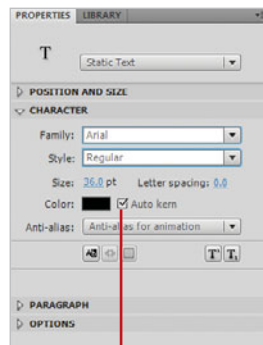 PROPERTIES LIBRARY
T Static Text
POSITION AND SIZE
CHARACTER
Family: Arial
Style: Regular
Size: 36.0 pt Letter spacing: 0.0
Color: Auto kern
Anti-alias: Anti-alias for animation
T T
PARAGRAPH
OPTIONS